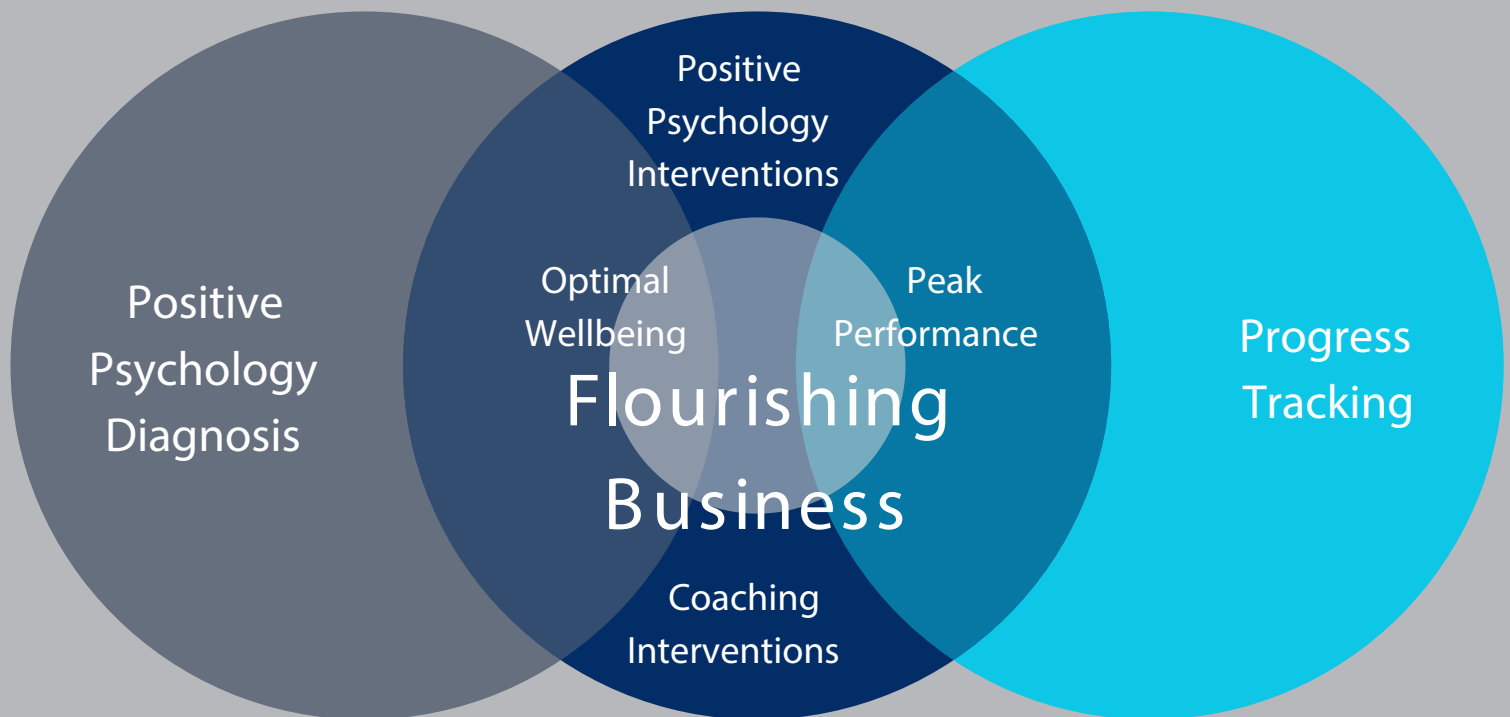 Positive
Psychology
Diagnosis
Positive
Psychology
Interventions
Optimal
Wellbeing
Peak
Performance
Flourishing
Business
Coaching
Interventions
Progress
Tracking